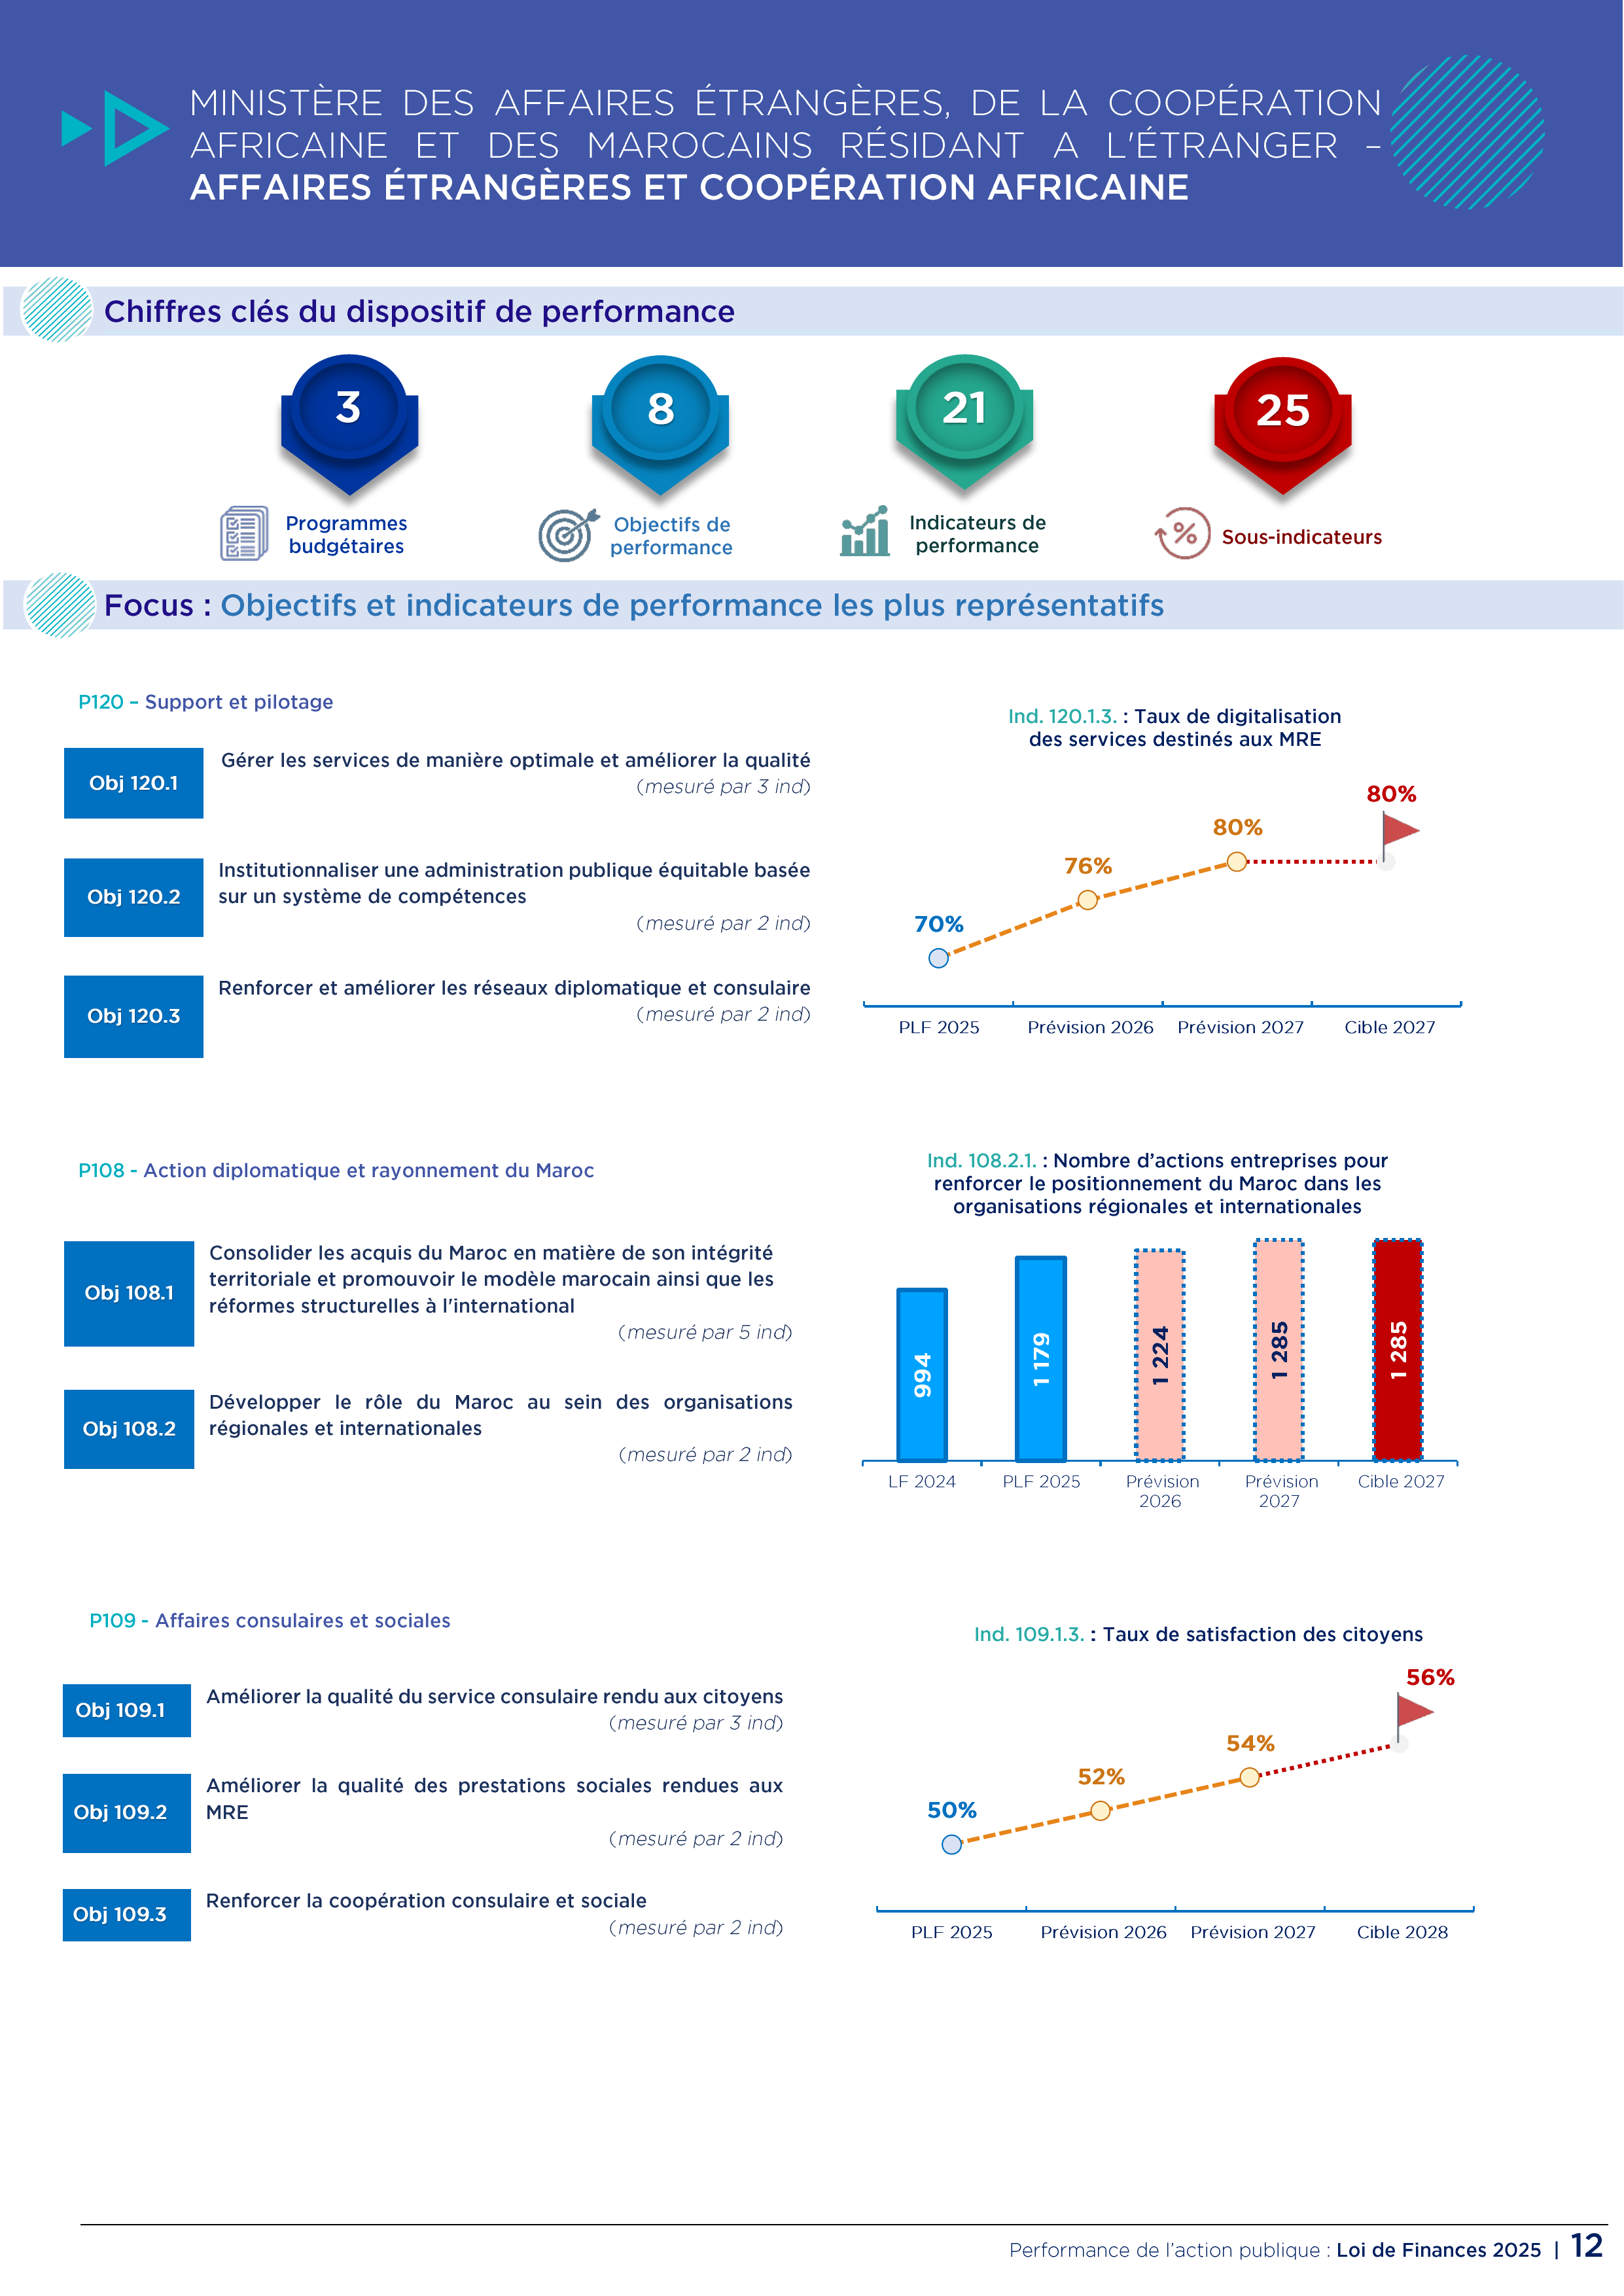 MINISTÈRE DES AFFAIRES ÉTRANGÈRES, DE LA COOPÉRATION
AFRICAINE ET DES MAROCAINS RÉSIDANT A L'ÉTRANGER –
AFFAIRES ÉTRANGÈRES ET COOPÉRATION AFRICAINE
Chiffres clés du dispositif de performance
3
8
21
25
Programmes
budgétaires
Objectifs de
performance
Indicateurs de
performance
%
Sous-indicateurs
Focus : Objectifs et indicateurs de performance les plus représentatifs
P120 – Support et pilotage
Obj 120.1
Gérer les services de manière optimale et améliorer la qualité
(mesuré par 3 ind)
Obj 120.2
Institutionnaliser une administration publique équitable basée
sur un système de compétences
(mesuré par 2 ind)
Obj 120.3
Renforcer et améliorer les réseaux diplomatique et consulaire
(mesuré par 2 ind)
Ind. 120.1.3. : Taux de digitalisation
des services destinés aux MRE
70%
76%
80%
80%
PLF 2025
Prévision 2026
Prévision 2027
Cible 2027
P108 - Action diplomatique et rayonnement du Maroc
Obj 108.1
Consolider les acquis du Maroc en matière de son intégrité
territoriale et promouvoir le modèle marocain ainsi que les
réformes structurelles à l'international
(mesuré par 5 ind)
Obj 108.2
Développer le rôle du Maroc au sein des organisations
régionales et internationales
(mesuré par 2 ind)
Ind. 108.2.1. : Nombre d’actions entreprises pour
renforcer le positionnement du Maroc dans les
organisations régionales et internationales
994
1 179
1 224
1 285
1 285
LF 2024
PLF 2025
Prévision
2026
Prévision
2027
Cible 2027
P109 - Affaires consulaires et sociales
Obj 109.1
Améliorer la qualité du service consulaire rendu aux citoyens
(mesuré par 3 ind)
Obj 109.2
Améliorer la qualité des prestations sociales rendues aux
MRE
(mesuré par 2 ind)
Obj 109.3
Renforcer la coopération consulaire et sociale
(mesuré par 2 ind)
Ind. 109.1.3. : Taux de satisfaction des citoyens
50%
52%
54%
56%
PLF 2025
Prévision 2026
Prévision 2027
Cible 2028
Performance de l’action publique : Loi de Finances 2025 | 12